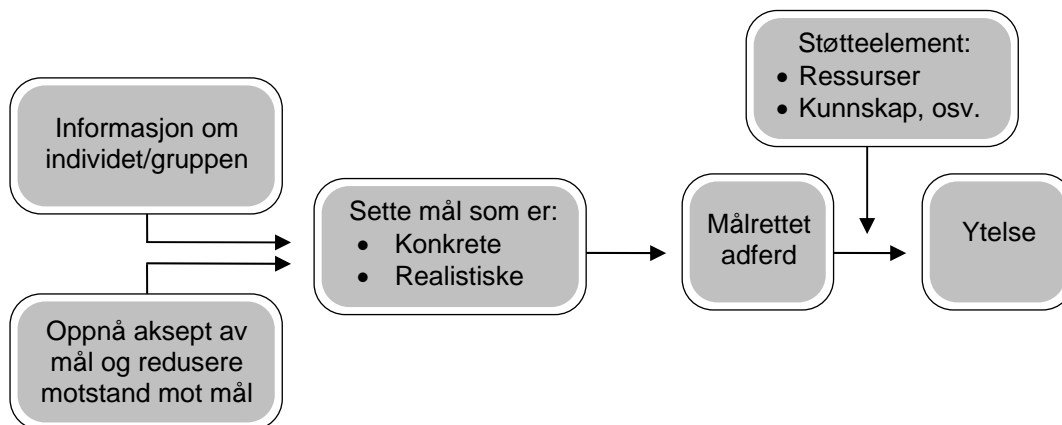 Informasjon om
individet/gruppen
Oppnå aksept av
mål og redusere
motstand mot mål
Sette mål som er:
• Konkrete
• Realistiske
Målrettet
adferd
Støtteelement:
• Ressurser
• Kunnskap, osv.
Ytelse